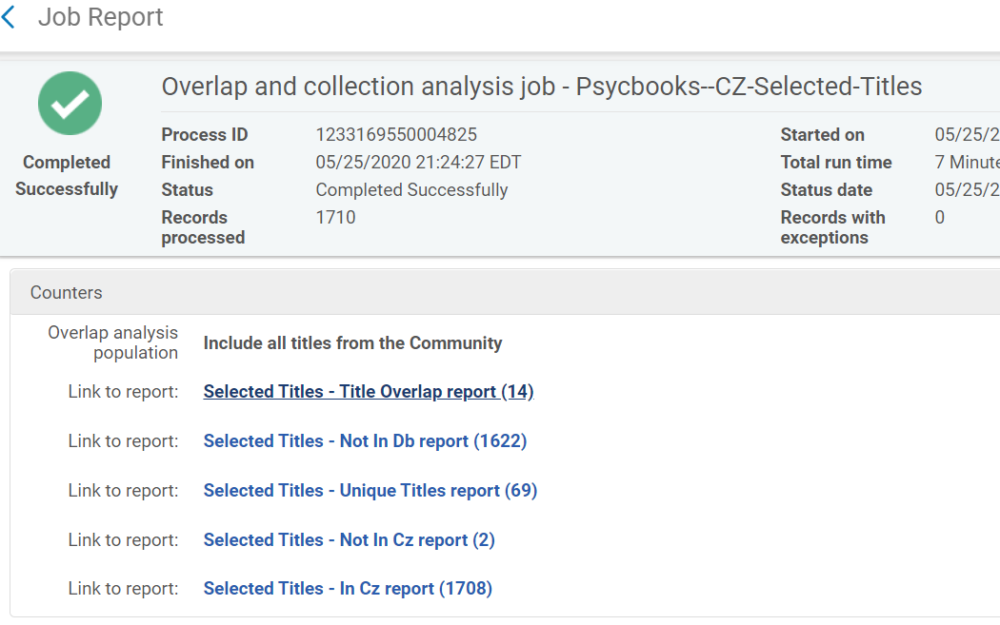 Job Report
Overlap and collection analysis job - Psycbooks--CZ-Selected-Titles
Completed
Successfully
Process ID 1233169550004825
Finished on 05/25/2020 21:24:27 EDT
Status Completed Successfully
Records processed 1710
Started on 05/25/2
Total run time 7 Minute
Status date 05/25/2
Records with exceptions 0
Counters
Overlap analysis population Include all titles from the Community
Link to report: Selected Titles - Title Overlap report (14)
Link to report: Selected Titles - Not In Db report (1622)
Link to report: Selected Titles - Unique Titles report (69)
Link to report: Selected Titles - Not In Cz report (2)
Link to report: Selected Titles - In Cz report (1708)